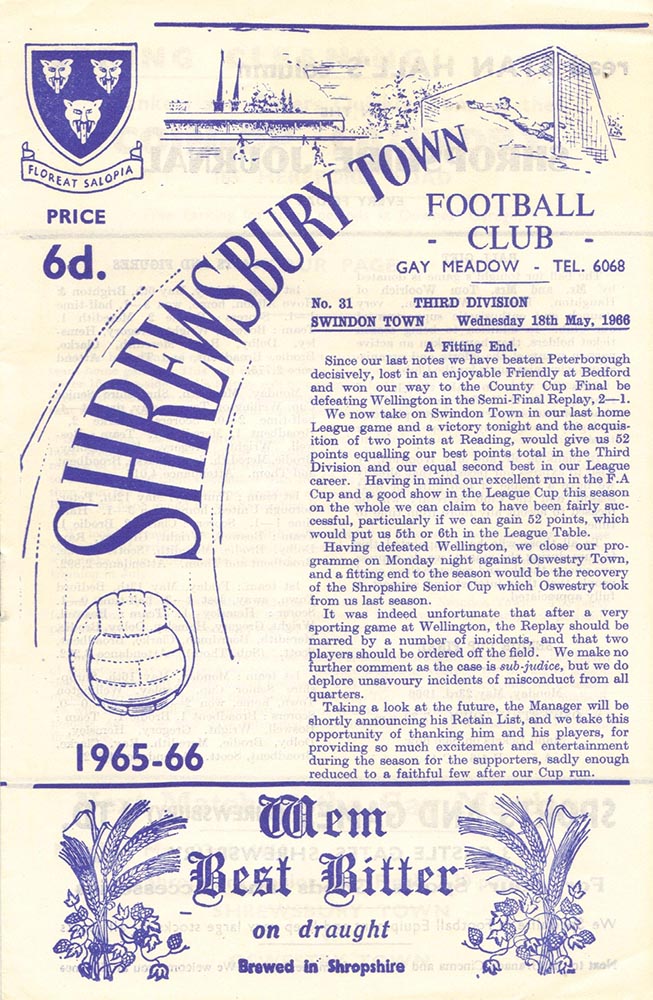 FLOREAT SALOPIA
PRICE
6d.
SHREWSBURY TOWN
FOOTBALL
- CLUB -
GAY MEADOW - TEL. 6068
No. 31 THIRD DIVISION
SWINDON TOWN Wednesday 18th May, 1966
A Fitting End.
Since our last notes we have beaten Peterborough
decisively, lost in an enjoyable Friendly at Bedford
and won our way to the County Cup Final be
defeating Wellington in the Semi-Final Replay, 2—1.
We now take on Swindon Town in our last home
League game and a victory tonight and the acquis-
ition of two points at Reading, would give us 52
points equalling our best points total in the Third
Division and our equal second best in our League
career. Having in mind our excellent run in the F.A
Cup and a good show in the League Cup this season
on the whole we can claim to have been fairly suc-
cessful, particularly if we can gain 52 points, which
would put us 5th or 6th in the League Table.
Having defeated Wellington, we close our pro-
gramme on Monday night against Oswestry Town,
and a fitting end to the season would be the recovery
of the Shropshire Senior Cup which Oswestry took
from us last season.
It was indeed unfortunate that after a very
sporting game at Wellington, the Replay should be
marred by a number of incidents, and that two
players should be ordered off the field. We make no
further comment as the case is sub-judice, but we do
deplore unsavoury incidents of misconduct from all
quarters.
Taking a look at the future, the Manager will be
shortly announcing his Retain List, and we take this
opportunity of thanking him and his players, for
providing so much excitement and entertainment
during the season for the supporters, sadly enough
reduced to a faithful few after our Cup run.
1965-66
Wem
Best Bitter
on draught
Brewed in Shropshire